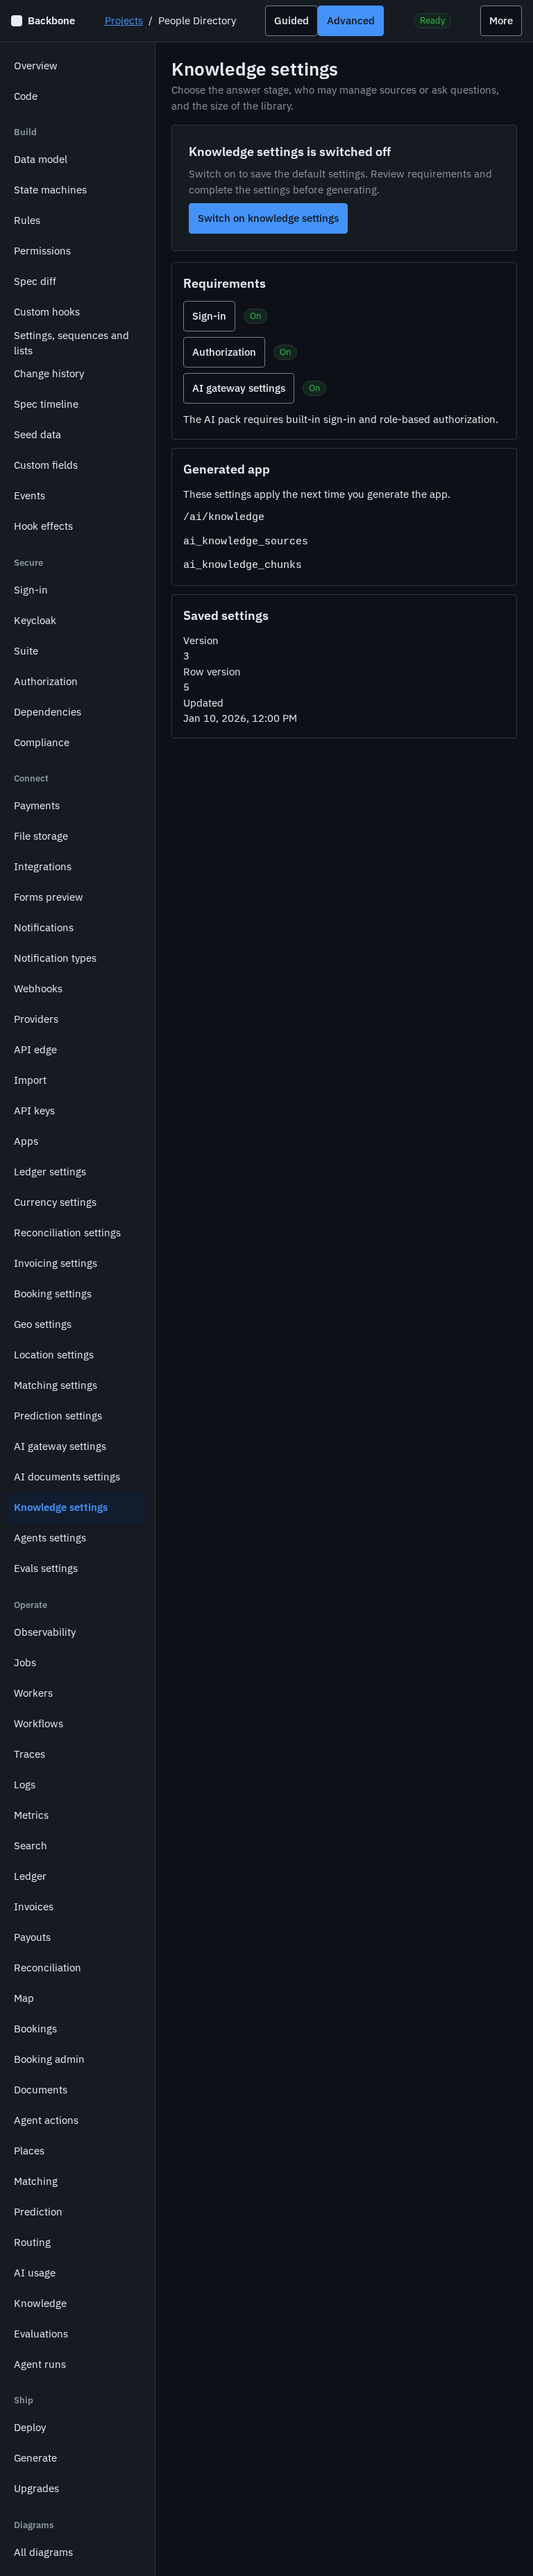 Backbone
Projects / People Directory
Guided
Advanced
Ready
More
Overview
Code
Build
Data model
State machines
Rules
Permissions
Spec diff
Custom hooks
Settings, sequences and
lists
Change history
Spec timeline
Seed data
Custom fields
Events
Hook effects
Secure
Sign-in
Keycloak
Suite
Authorization
Dependencies
Compliance
Connect
Payments
File storage
Integrations
Forms preview
Notifications
Notification types
Webhooks
Providers
API edge
Import
API keys
Apps
Ledger settings
Currency settings
Reconciliation settings
Invoicing settings
Booking settings
Geo settings
Location settings
Matching settings
Prediction settings
AI gateway settings
AI documents settings
Knowledge settings
Agents settings
Evals settings
Operate
Observability
Jobs
Workers
Workflows
Traces
Logs
Metrics
Search
Ledger
Invoices
Payouts
Reconciliation
Map
Bookings
Booking admin
Documents
Agent actions
Places
Matching
Prediction
Routing
AI usage
Knowledge
Evaluations
Agent runs
Ship
Deploy
Generate
Upgrades
Diagrams
All diagrams
Knowledge settings
Choose the answer stage, who may manage sources or ask questions,
and the size of the library.
Knowledge settings is switched off
Switch on to save the default settings. Review requirements and
complete the settings before generating.
Switch on knowledge settings
Requirements
Sign-in On
Authorization On
AI gateway settings On
The AI pack requires built-in sign-in and role-based authorization.
Generated app
These settings apply the next time you generate the app.
/ai/knowledge
ai_knowledge_sources
ai_knowledge_chunks
Saved settings
Version
3
Row version
5
Updated
Jan 10, 2026, 12:00 PM